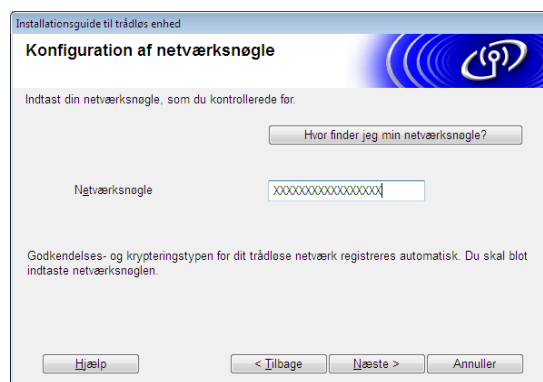 Installationsguide til trådløs enhed
Konfiguration af netværksnøgle
Indtast din netværksnøgle, som du kontrollerede før.
Hvor finder jeg min netværksnøgle?
Netværksnøgle
XXXXXXXXXXXXXXXXX
Godkendelses- og krypteringstypen for dit trådløse netværk registreres automatisk. Du skal blot
indtaste netværksnøglen.
Hjælp
< Tilbage
Næste >
Annuller